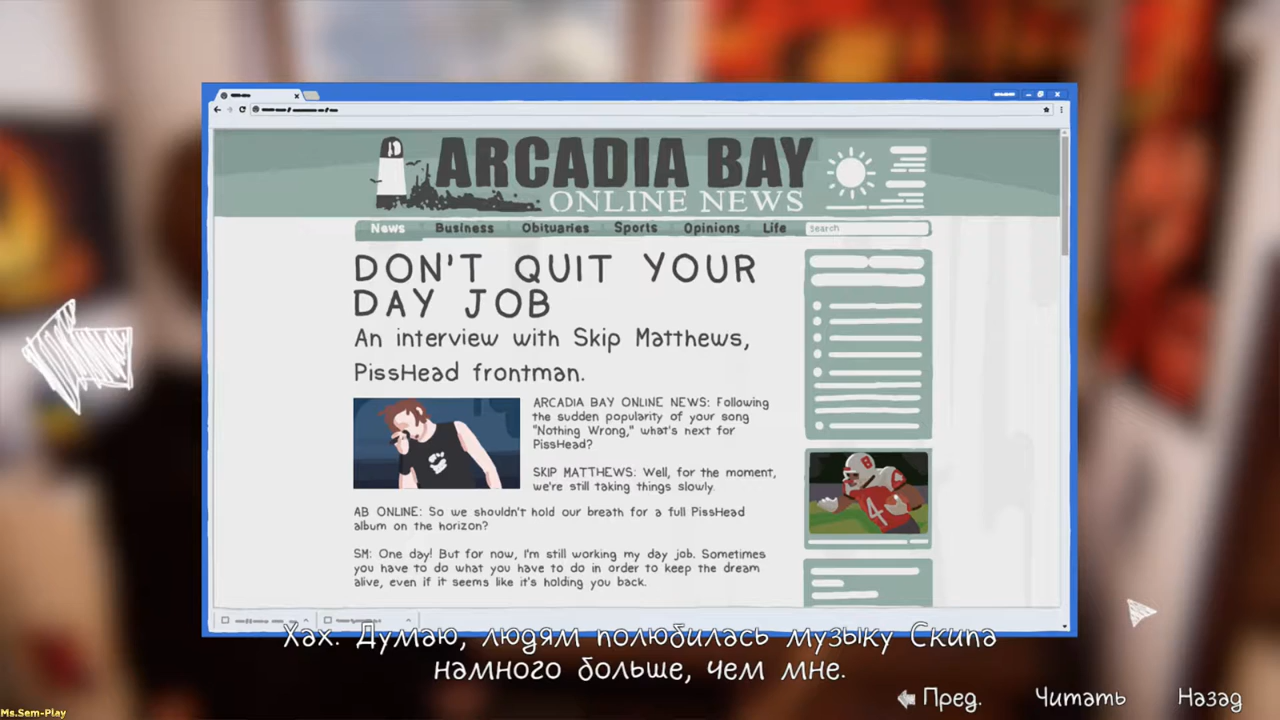 ARCADIA BAY
ONLINE NEWS
News Business Obituaries Sports Opinions Life Search
DON'T QUIT YOUR
DAY JOB
An interview with Skip Matthews,
PissHead frontman.
ARCADIA BAY ONLINE NEWS: Following
the sudden popularity of your song
"Nothing Wrong," what's next for
PissHead?
SKIP MATTHEWS: Well, for the moment,
we're still taking things slowly.
AB ONLINE: So we shouldn't hold our breath for a full PissHead
album on the horizon?
SM: One day! But for now, I'm still working my day job. Sometimes
you have to do what you have to do in order to keep the dream
alive, even if it seems like it's holding you back.
B
4
4
Хах. Думаю, людям полюбилась музыку Скипа
намного больше, чем мне.
Пред. Читать Назад
Ms.Sem-Play